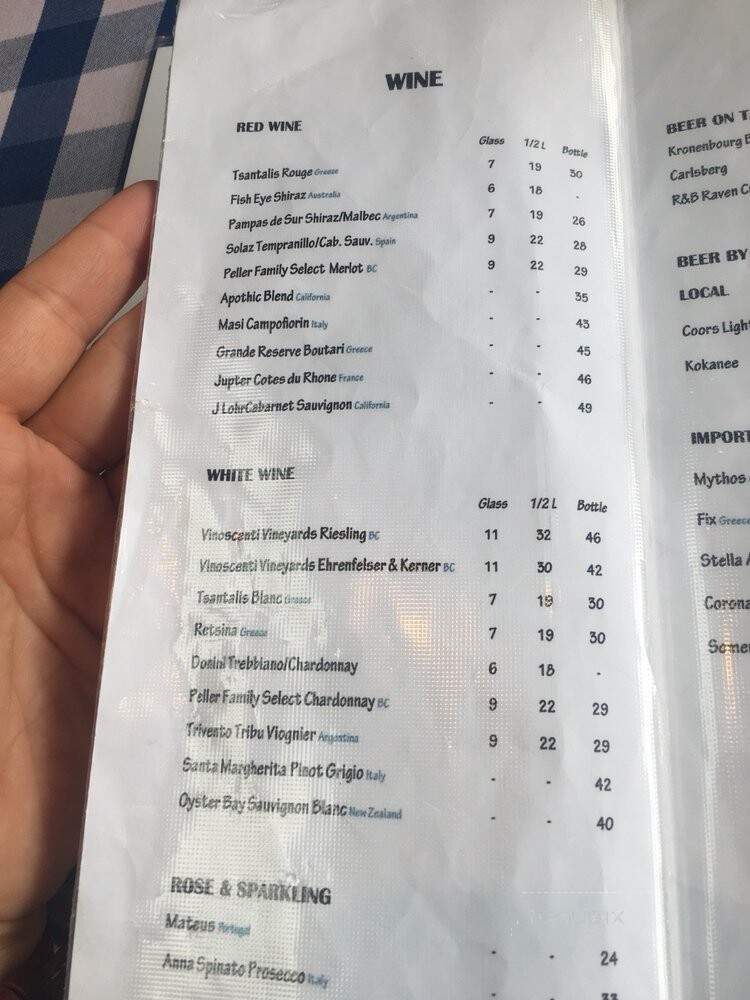 WINE
RED WINE
Glass 1/2 L Bottle
Tsantalis Rouge Greece 7 19 30
Fish Eye Shiraz Australia 6 18 -
Pampas de Sur Shiraz/Malbec Argentina 7 19 26
Solaz Tempranillo/Cab. Sauv. Spain 9 22 28
Peller Family Select Merlot BC 9 22 29
Apothic Blend California - - 35
Masi Campofiorin Italy - - 43
Grande Reserve Boutari Greece - - 45
Jupter Cotes du Rhone France - - 46
J LohrCabarnet Sauvignon California - - 49
WHITE WINE
Glass 1/2 L Bottle
Vinoscenti Vineyards Riesling BC 11 32 46
Vinoscenti Vineyards Ehrenfelser & Kerner BC 11 30 42
Tsantalis Blanc Greece 7 19 30
Retsina Greece 7 19 30
Donini Trebbiano/Chardonnay 6 18 -
Peller Family Select Chardonnay BC 9 22 29
Trivento Tribu Viognier Argentina 9 22 29
Santa Margherita Pinot Grigio Italy - - 42
Oyster Bay Sauvignon Blanc New Zealand - - 40
ROSE & SPARKLING
Mateus Portugal - - 24
Anna Spinato Prosecco Italy - - 33
BEER ON
Kronenbourg
Carlsberg
R&B Raven
BEER BY
LOCAL
Coors Light
Kokanee
IMPORT
Mythos
Fix Greece
Stella
Corona